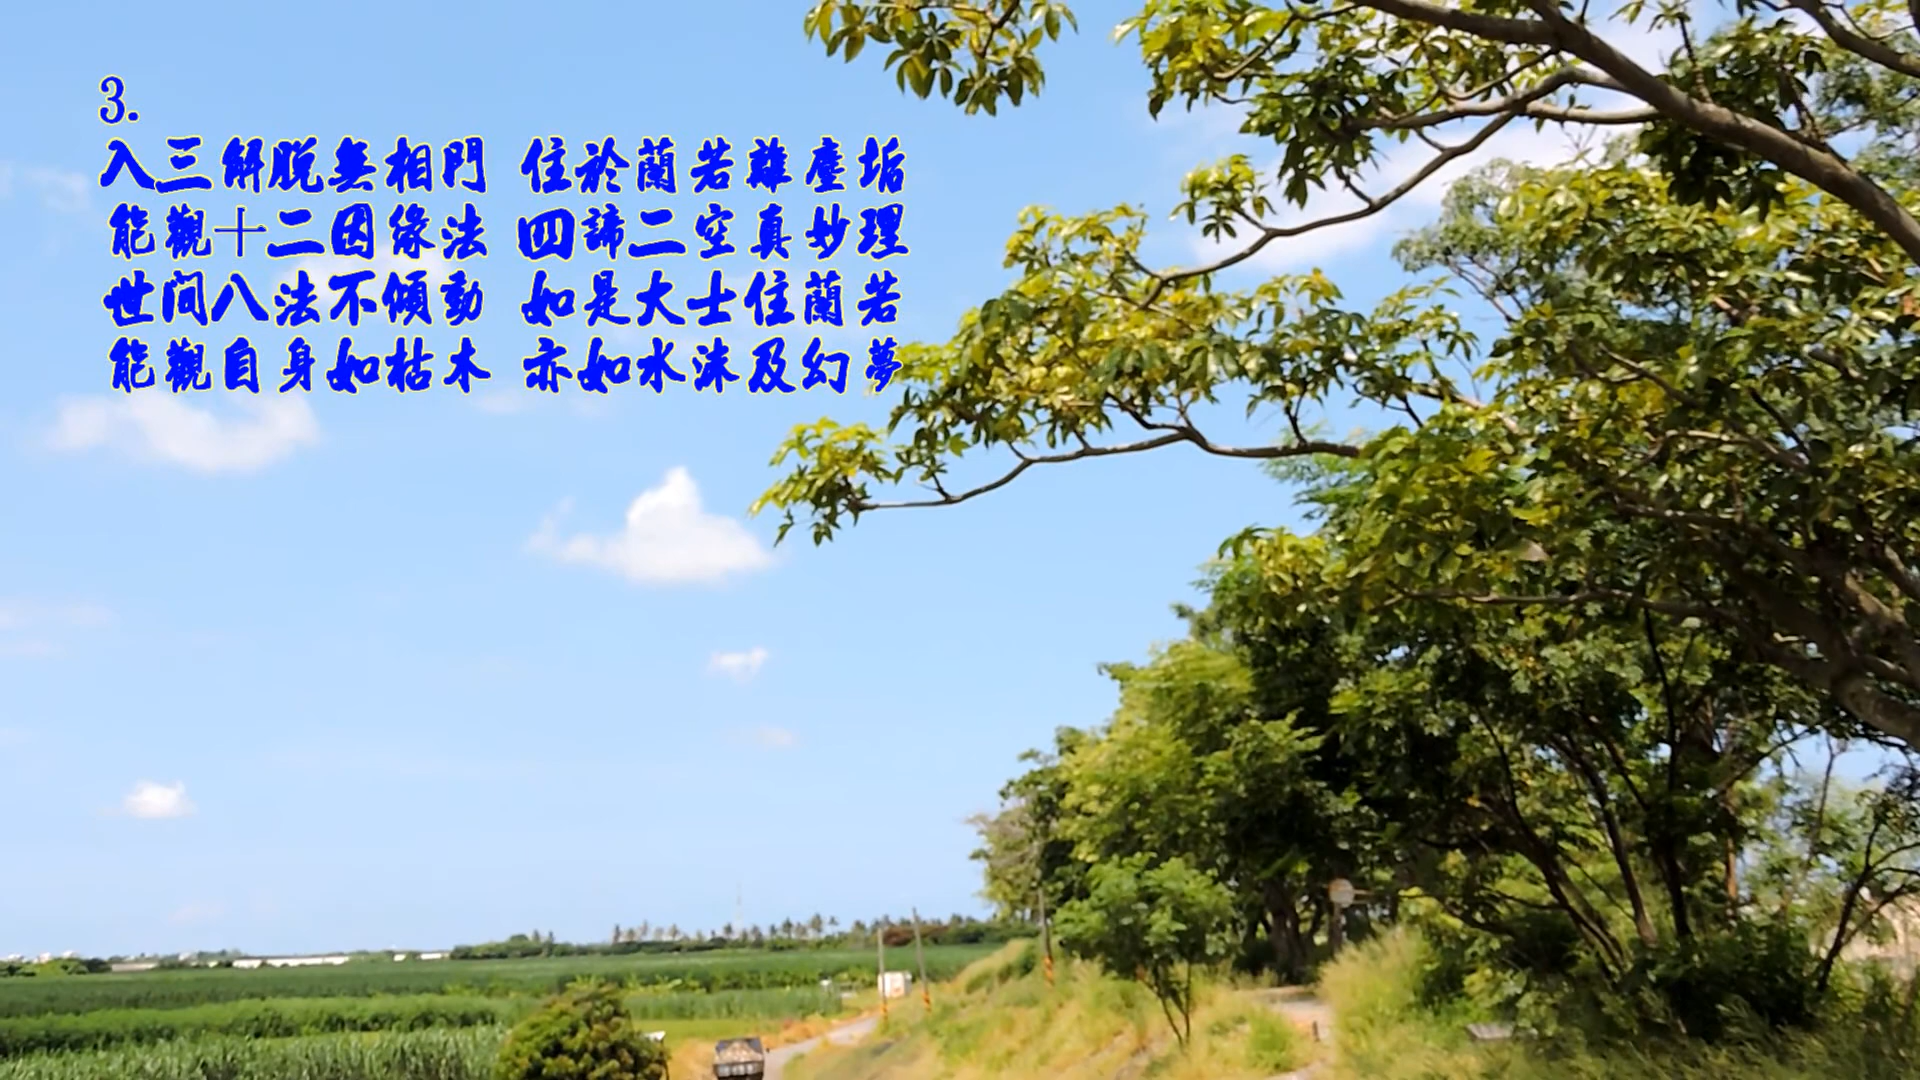 3.
入三解脫無相門 住於蘭若離塵垢
能觀十二因緣法 四諦二空真妙理
世间八法不傾動 如是大士住蘭若
能觀自身如枯木 亦如水沫及幻夢